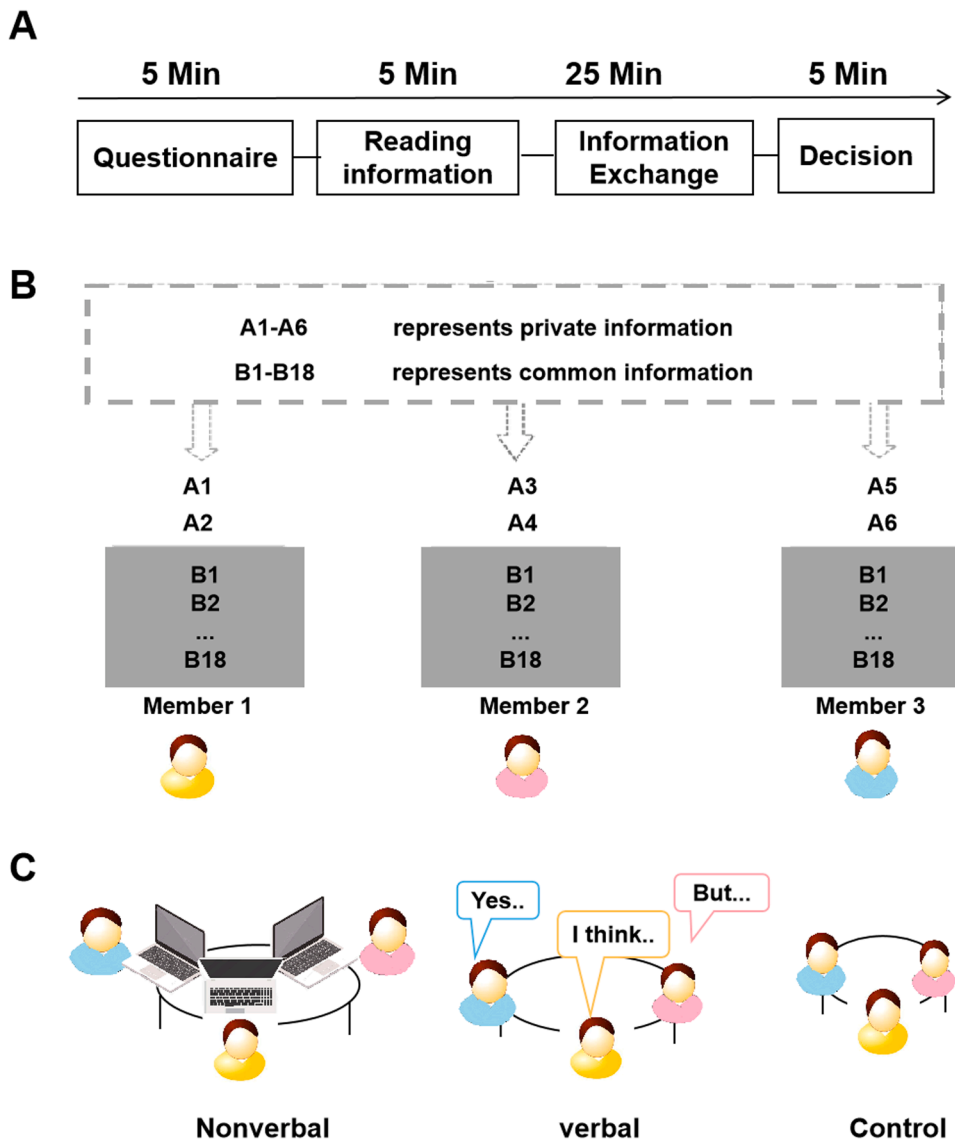 A
5 Min 5 Min 25 Min 5 Min
Questionnaire
Reading
information
Information
Exchange
Decision
B
A1-A6 represents private information
B1-B18 represents common information
A1 A3 A5
A2 A4 A6
B1 B1 B1
B2 B2 B2
... ... ...
B18 B18 B18
Member 1 Member 2 Member 3
C
Yes..
I think..
But...
Nonverbal verbal Control